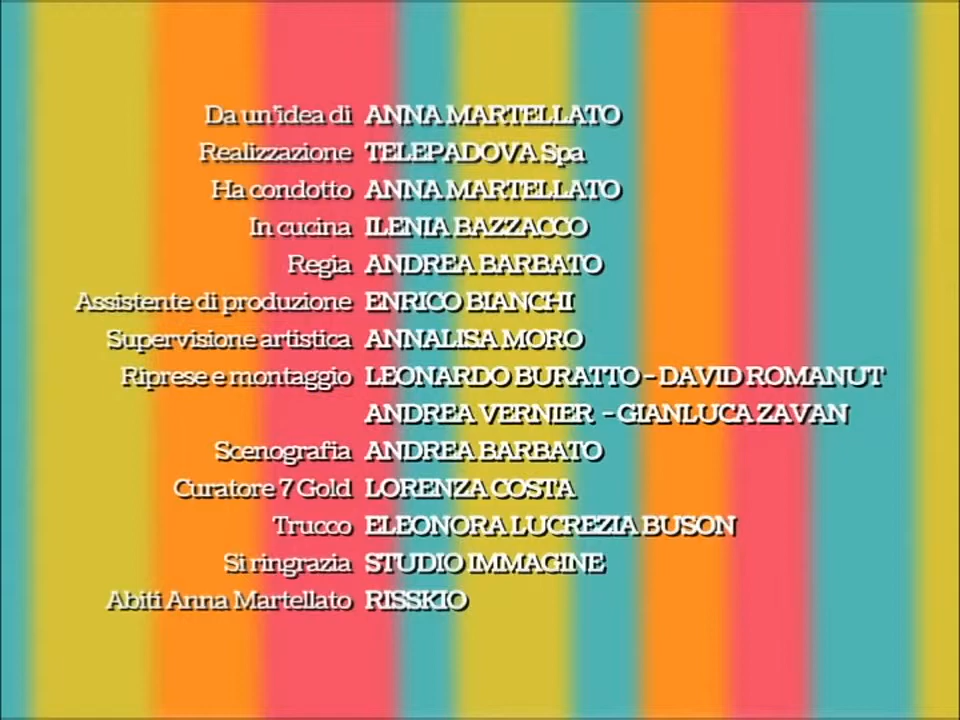 Da un'idea di ANNA MARTELLATO
Realizzazione TELEPADOVA Spa
Ha condotto ANNA MARTELLATO
In cucina ILENIA BAZZACCO
Regia ANDREA BARBATO
Assistente di produzione ENRICO BIANCHI
Supervisione artistica ANNALISA MORO
Riprese e montaggio LEONARDO BURATTO - DAVID ROMANUT
ANDREA VERNIER - GIANLUCA ZAVAN
Scenografia ANDREA BARBATO
Curatore 7 Gold LORENZA COSTA
Trucco ELEONORA LUCREZIA BUSON
Si ringrazia STUDIO IMMAGINE
Abiti Anna Martellato RISSKIO